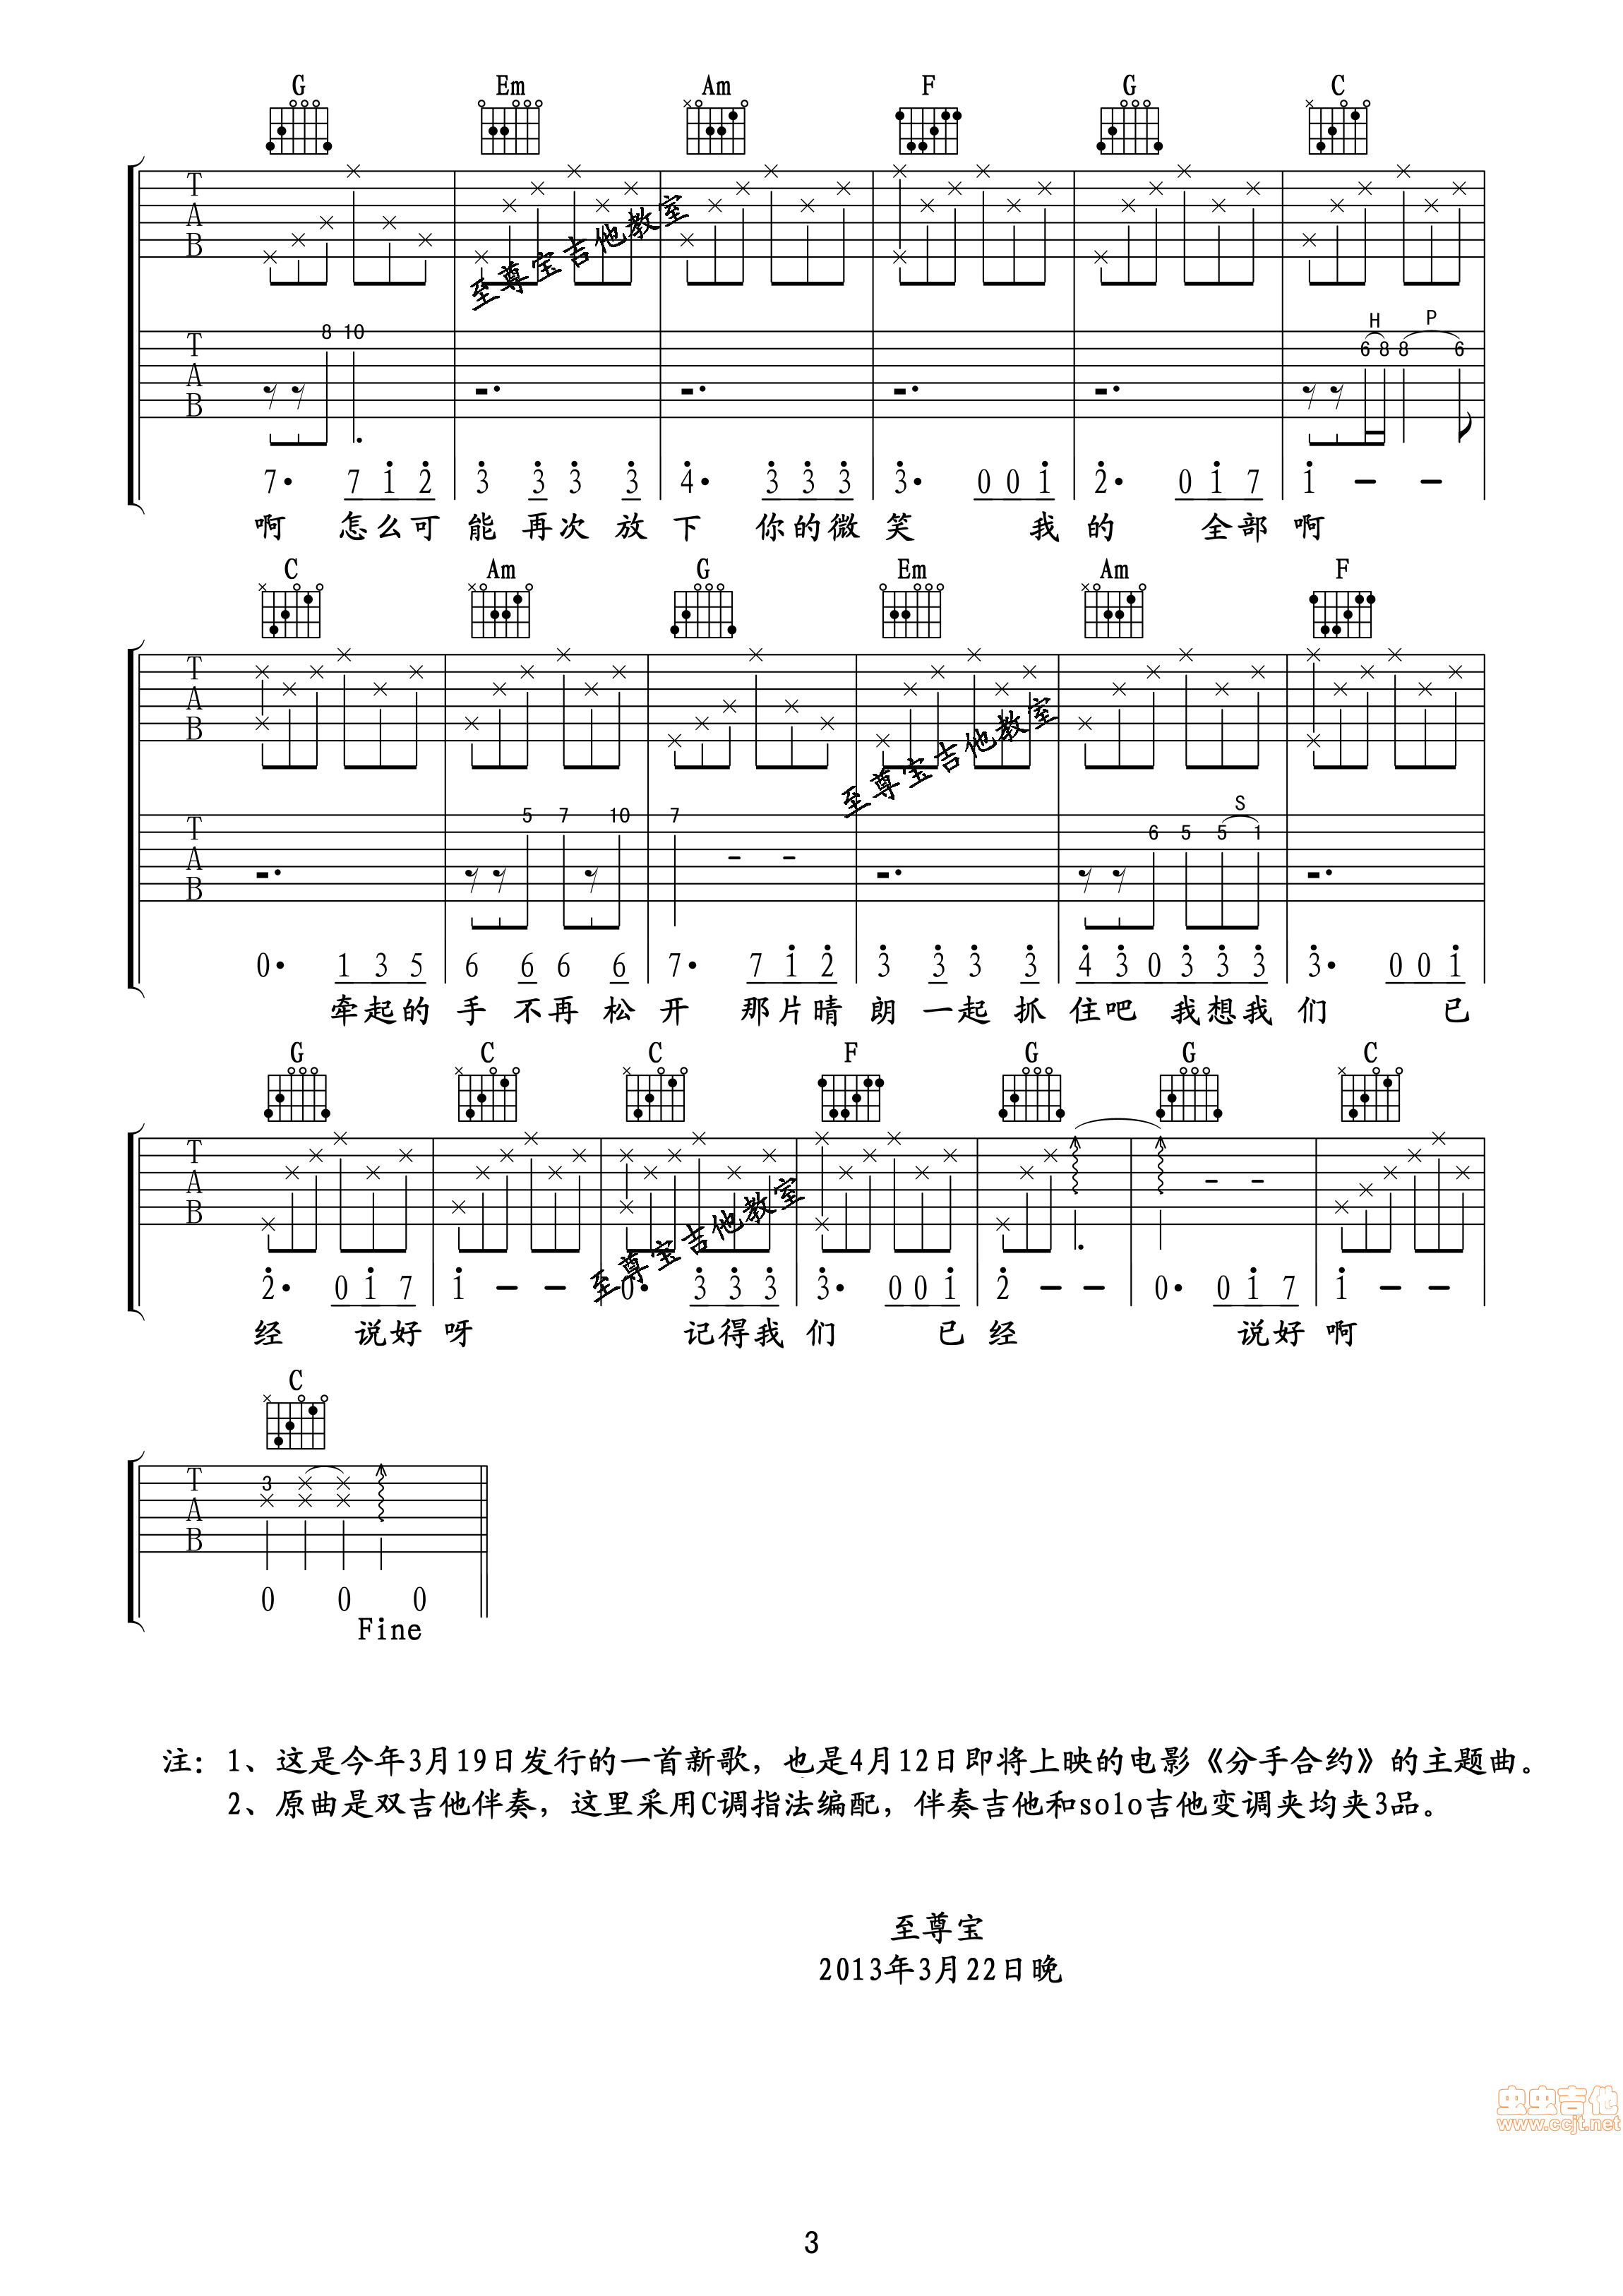 G Em Am F G C
T
A
B
至尊宝吉他教室
8 10 H 6 8 8 P 6
T
A
B
7· 7 1 2 3 3 3 3 4· 3 3 3 3· 0 0 1 2· 0 1 7 1 - -
啊 怎么可 能 再次 放 下 你的微 笑 我 的 全部 啊
C Am G Em Am F
T
A
B
至尊宝吉他教室
5 7 10 7 6 5 S 5 1
T
A
B
0· 1 3 5 6 6 6 6 7· 7 1 2 3 3 3 3 4 3 0 3 3 3 3· 0 0 1
牵起的 手 不再 松 开 那片晴 朗 一起 抓 住吧 我想我 们 已
G C C F G G C
T
A
B
至尊宝吉他教室
2· 0 1 7 1 - - 0· 3 3 3 3· 0 0 1 2 - - 0· 0 1 7 1 - -
经 说好 呀 记得我 们 已 经 说好 啊
C
T
A
B
3
0 0 0
Fine
注：1、这是今年3月19日发行的一首新歌，也是4月12日即将上映的电影《分手合约》的主题曲。
2、原曲是双吉他伴奏，这里采用C调指法编配，伴奏吉他和solo吉他变调夹均夹3品。
至尊宝
2013年3月22日晚
虫虫吉他
www.ccjt.net
3